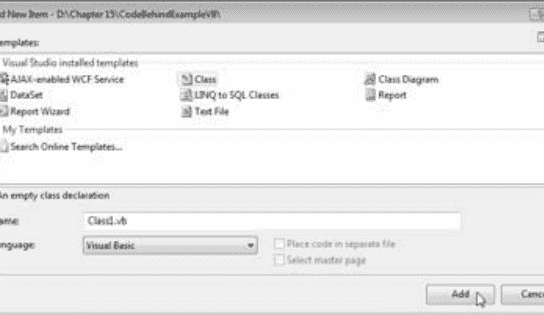 d New Item - D:\Chapter 15\CodeBehindExampleVB\
emplates:
Visual Studio installed templates
AJAX-enabled WCF Service
Class
Class Diagram
DataSet
LINQ to SQL Classes
Report
Report Wizard
Text File
My Templates
Search Online Templates...
An empty class declaration
ame:
Class1.vb
anguage:
Visual Basic
Place code in separate file
Select master page
Add
Cance